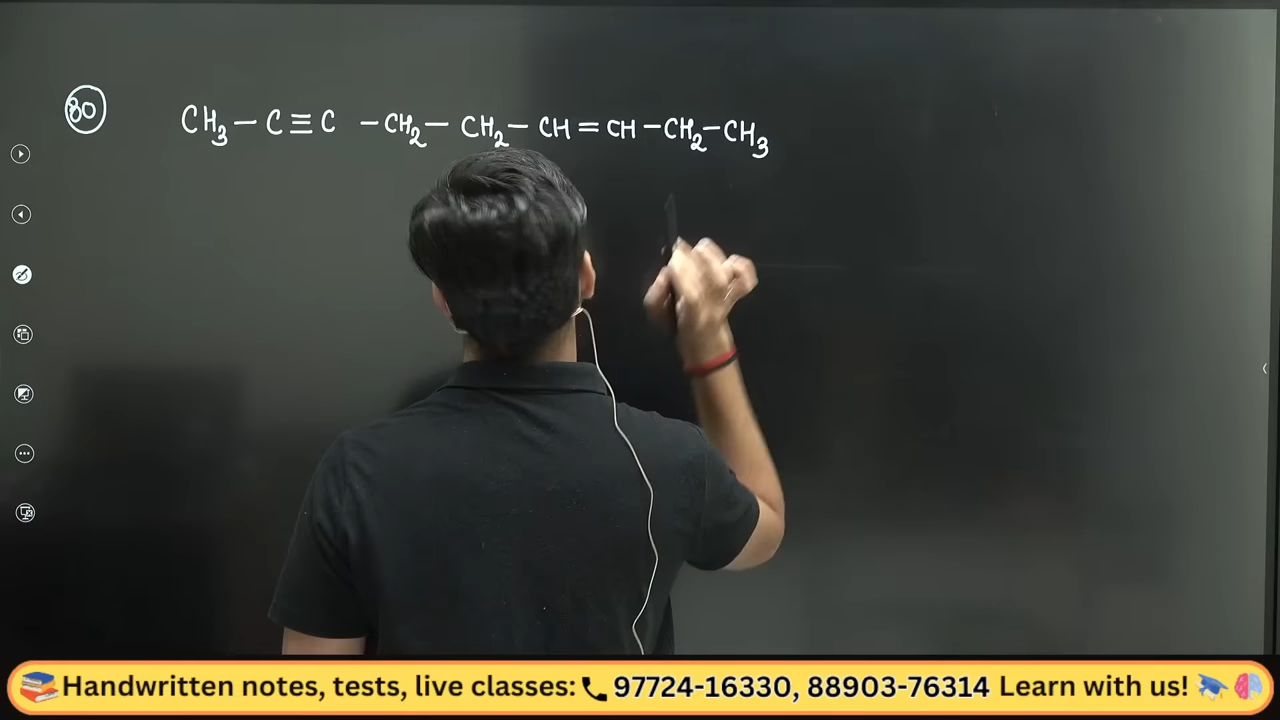 80 CH₃-C≡C-CH₂-CH₂-CH=CH-CH₂-CH₃
Handwritten notes, tests, live classes: 97724-16330, 88903-76314 Learn with us!